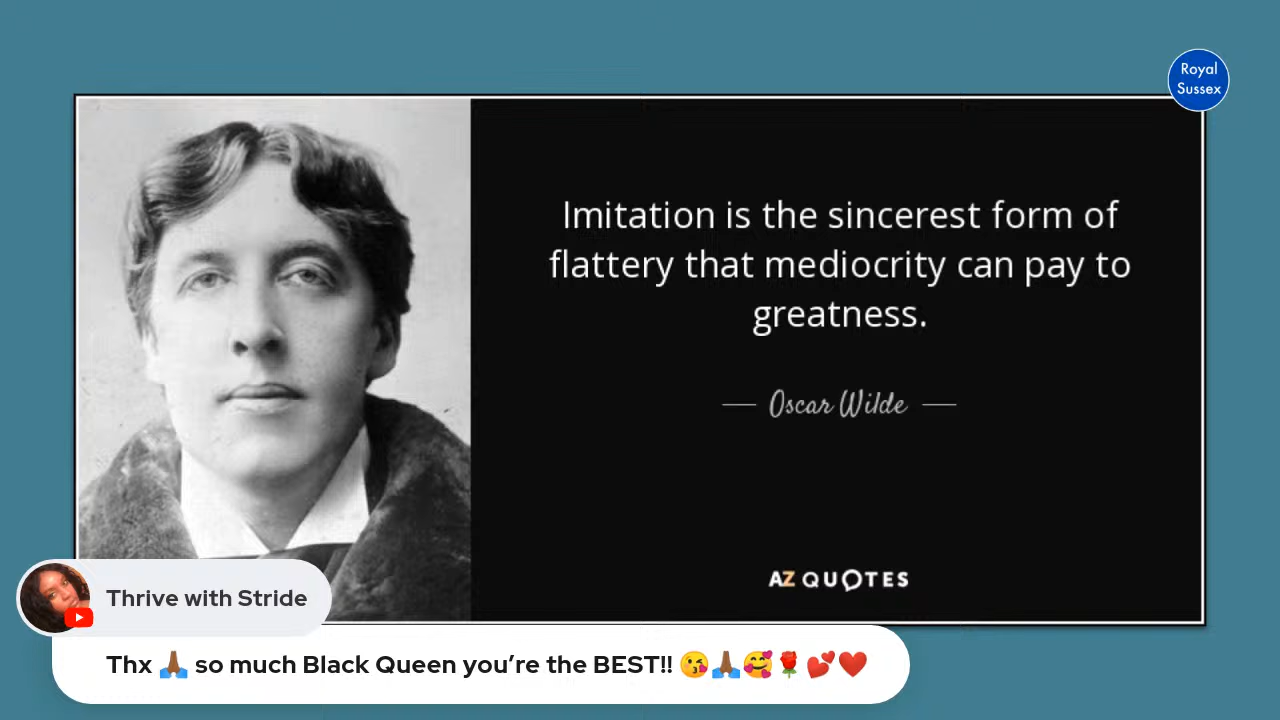 Royal
Sussex
Imitation is the sincerest form of
flattery that mediocrity can pay to
greatness.
— Oscar Wilde —
AZ QUOTES
Thrive with Stride
Thx 🙏🏾 so much Black Queen you’re the BEST!! 😘🙏🏾🥰🌹💕❤️